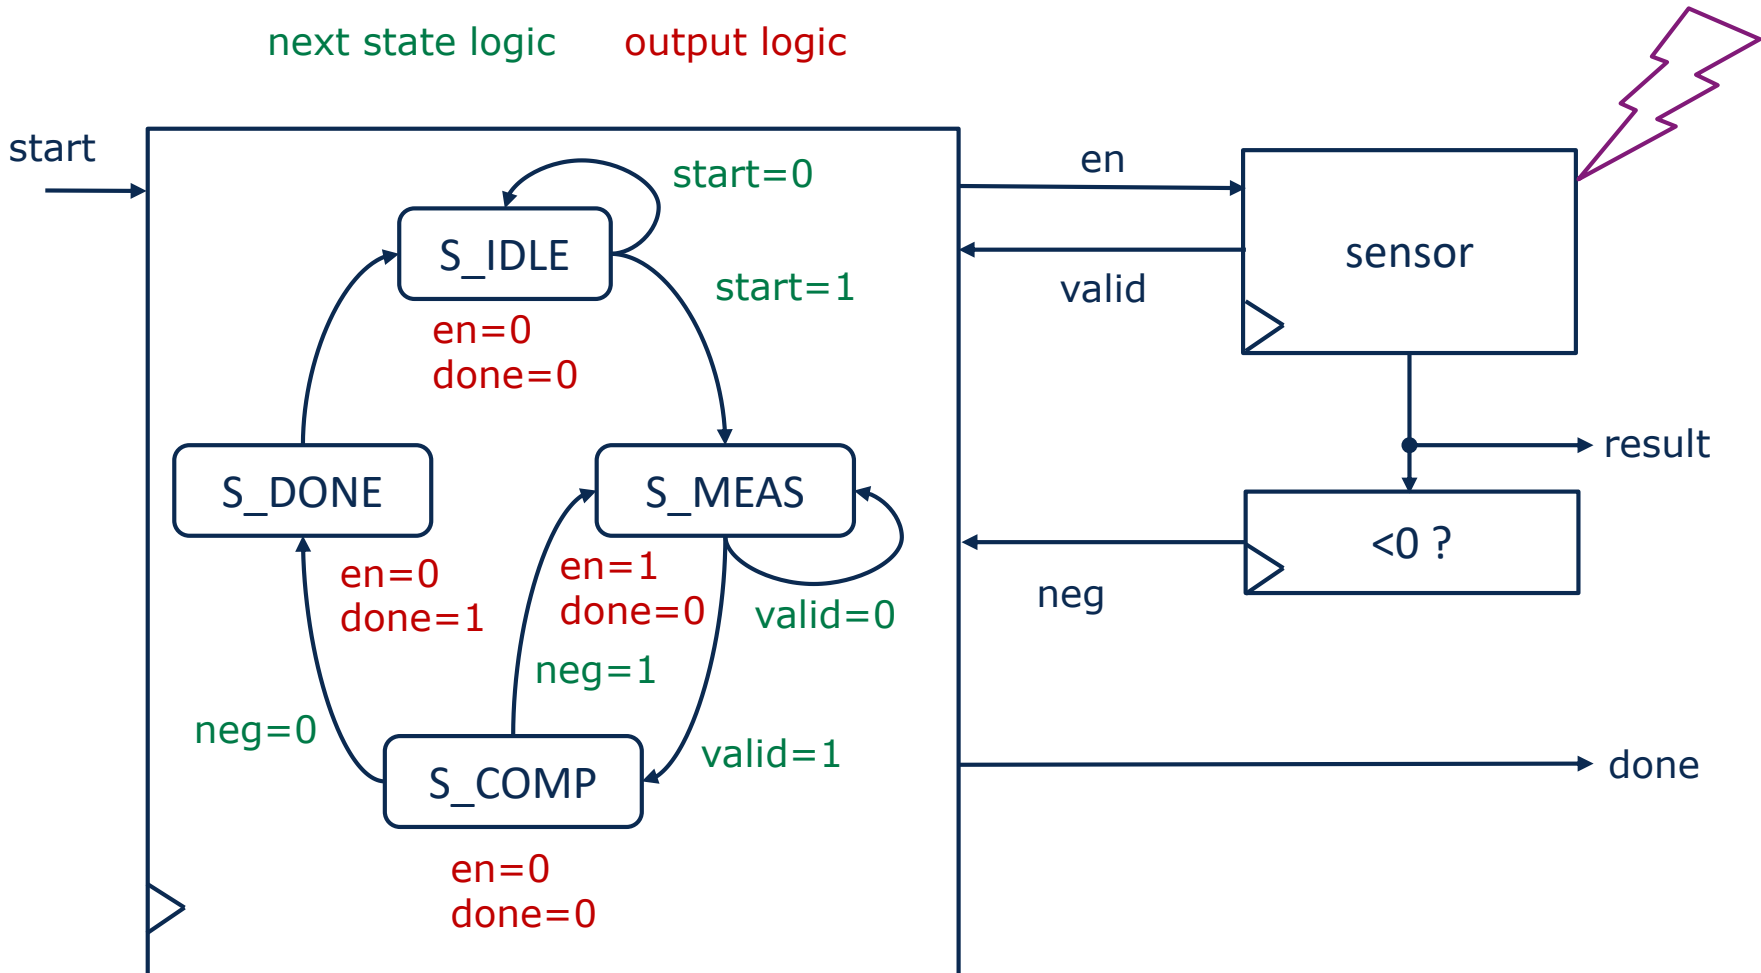 next state logic output logic
start
start=0
en
S_IDLE
sensor
start=1
valid
en=0
done=0
result
S_DONE
S_MEAS
<0 ?
en=0
done=1
en=1
done=0
valid=0
neg
neg=1
neg=0
valid=1
S_COMP
done
en=0
done=0